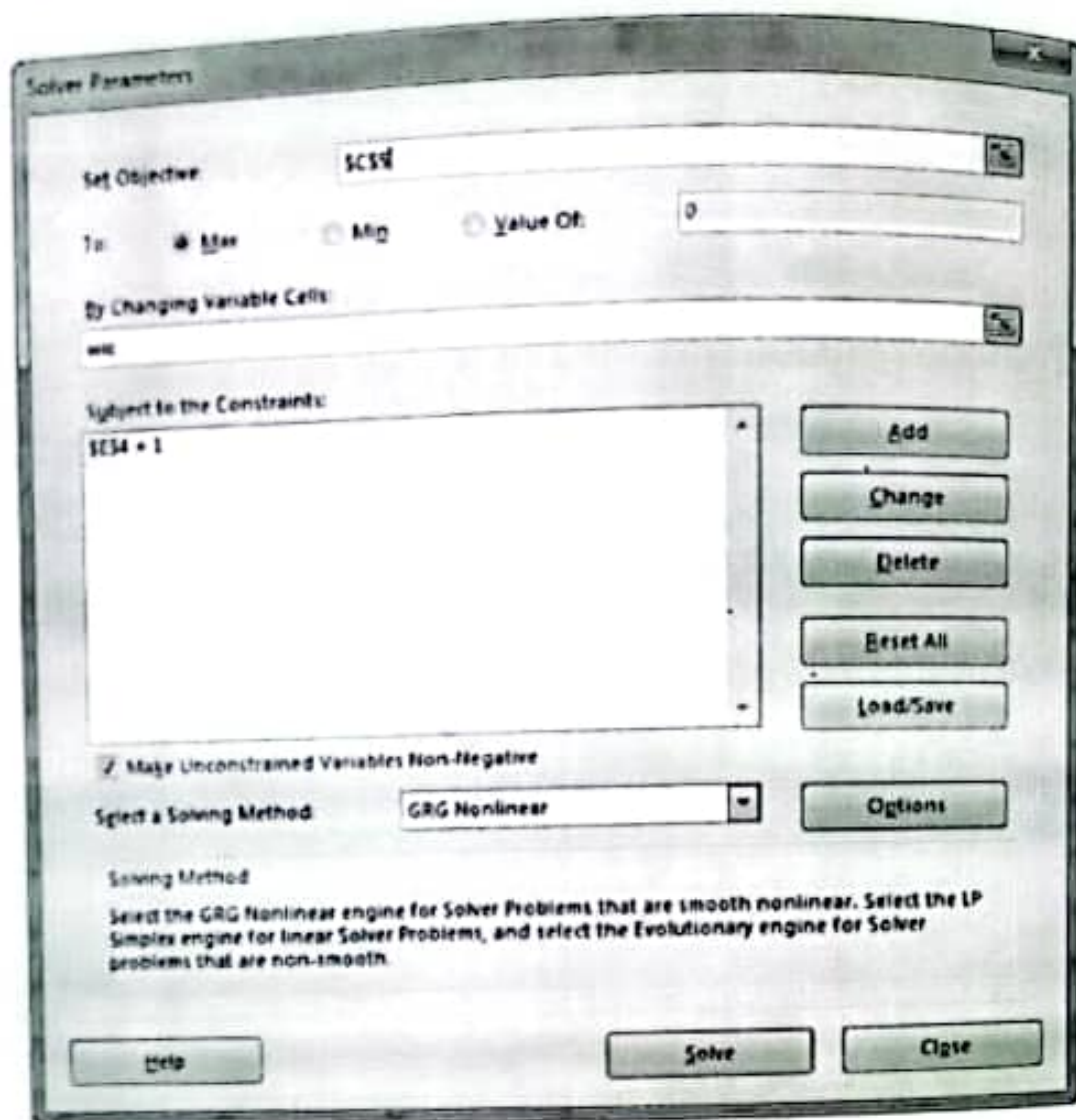 Solver Parameters
Set Objective:
To: Max Min Value Of: 0
By Changing Variable Cells:
Subject to the Constraints:
$E$4 = 1
Add
Change
Delete
Reset All
Load/Save
Make Unconstrained Variables Non-Negative
Select a Solving Method: GRG Nonlinear Options
Solving Method
Select the GRG Nonlinear engine for Solver Problems that are smooth nonlinear. Select the LP
Simplex engine for linear Solver Problems, and select the Evolutionary engine for Solver
problems that are non-smooth.
Help Solve Close